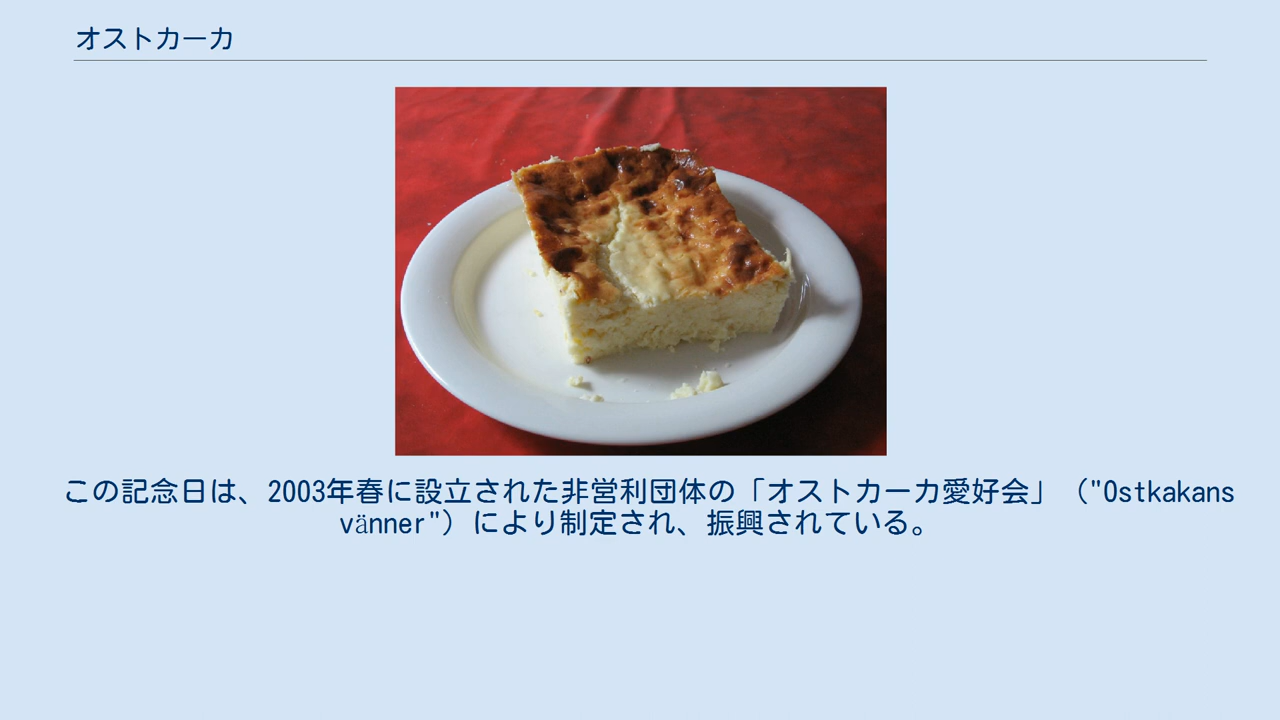 オストカーカ
この記念日は、2003年春に設立された非営利団体の「オストカーカ愛好会」（"Ostkakans
vänner"）により制定され、振興されている。